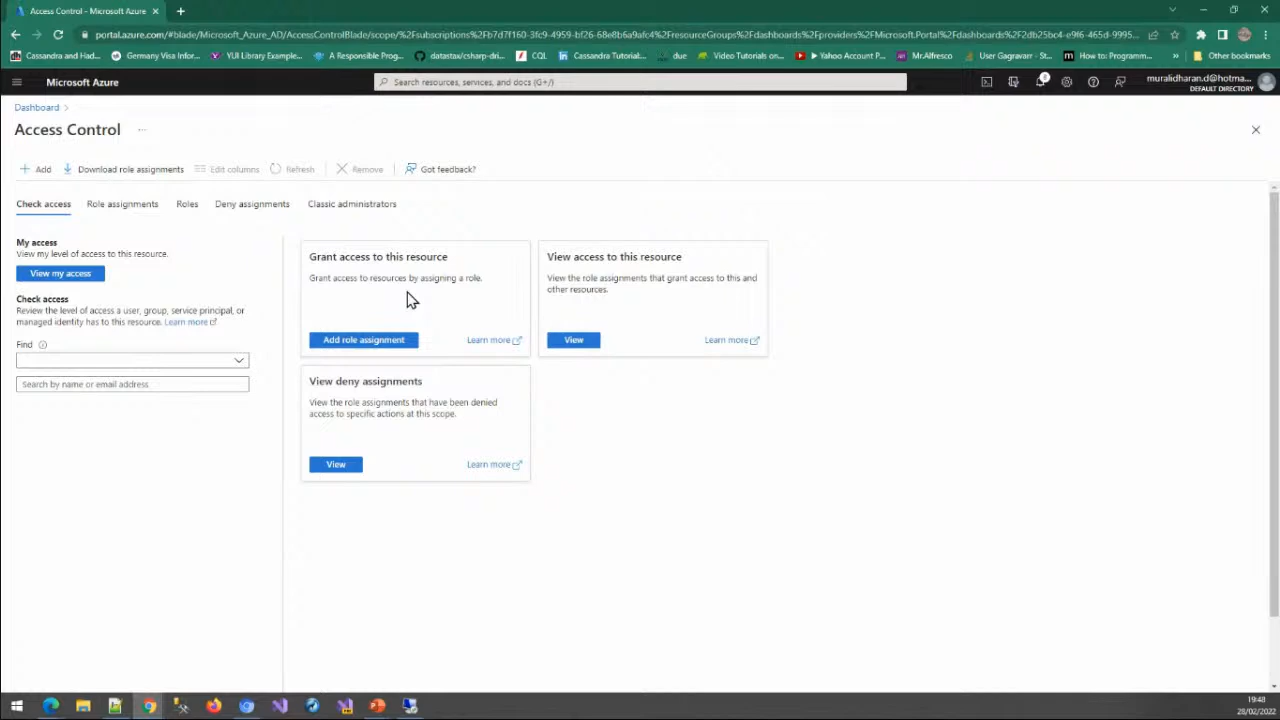 Access Control - Microsoft Azure
portal.azure.com/#blade/Microsoft_Azure_AD/AccessControlBlade/scope/%2Fsubscriptions%2Fb7d7f160-3fc9-4959-bf26-68e8b6a9afc4%2FresourceGroups%2Fdashboards%2Fproviders%2FMicrosoft.Portal%2Fdashboards%2F2db25bc4-e9f6-465d-9995...
Cassandra and Had... Germany Visa Infor... YUI Library Example... A Responsible Prog... datastax/csharp-dri... CQL Cassandra Tutorial:... due Video Tutorials on... Yahoo Account P... Mr.Alfresco User Gagravarr - St... How to: Programm... » Other bookmarks
Microsoft Azure
Search resources, services, and docs (G+/)
muralidharan.d@hotma...
DEFAULT DIRECTORY
Dashboard >
Access Control ...
Add Download role assignments Edit columns Refresh Remove Got feedback?
Check access Role assignments Roles Deny assignments Classic administrators
My access
View my level of access to this resource.
View my access
Check access
Review the level of access a user, group, service principal, or
managed identity has to this resource. Learn more
Find
Search by name or email address
Grant access to this resource
Grant access to resources by assigning a role.
Add role assignment Learn more
View access to this resource
View the role assignments that grant access to this and
other resources.
View Learn more
View deny assignments
View the role assignments that have been denied
access to specific actions at this scope.
View Learn more
19:48
28/02/2022